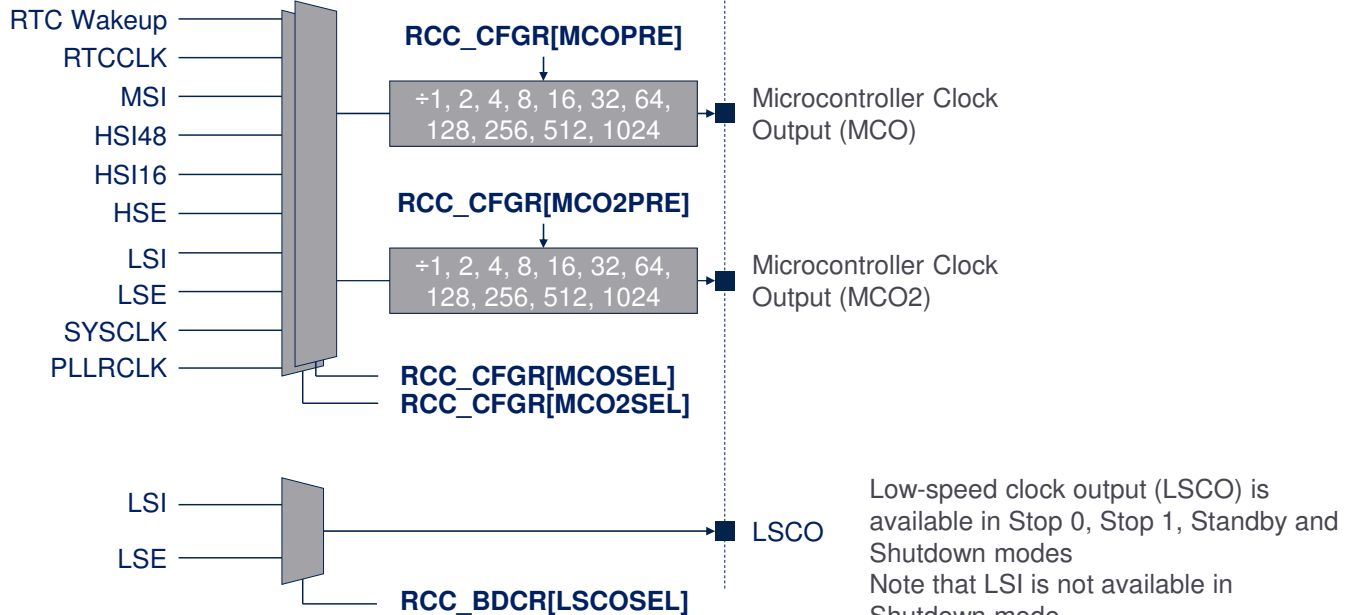 RTC Wakeup
RTCCLK
MSI
HSI48
HSI16
HSE
LSI
LSE
SYSCLK
PLLRCLK
RCC_CFGR[MCOPRE]
÷1, 2, 4, 8, 16, 32, 64,
128, 256, 512, 1024
Microcontroller Clock
Output (MCO)
RCC_CFGR[MCO2PRE]
÷1, 2, 4, 8, 16, 32, 64,
128, 256, 512, 1024
Microcontroller Clock
Output (MCO2)
RCC_CFGR[MCOSEL]
RCC_CFGR[MCO2SEL]
LSI
LSE
LSCO
RCC_BDCR[LSCOSEL]
Low-speed clock output (LSCO) is
available in Stop 0, Stop 1, Standby and
Shutdown modes
Note that LSI is not available in
Shutdown mode